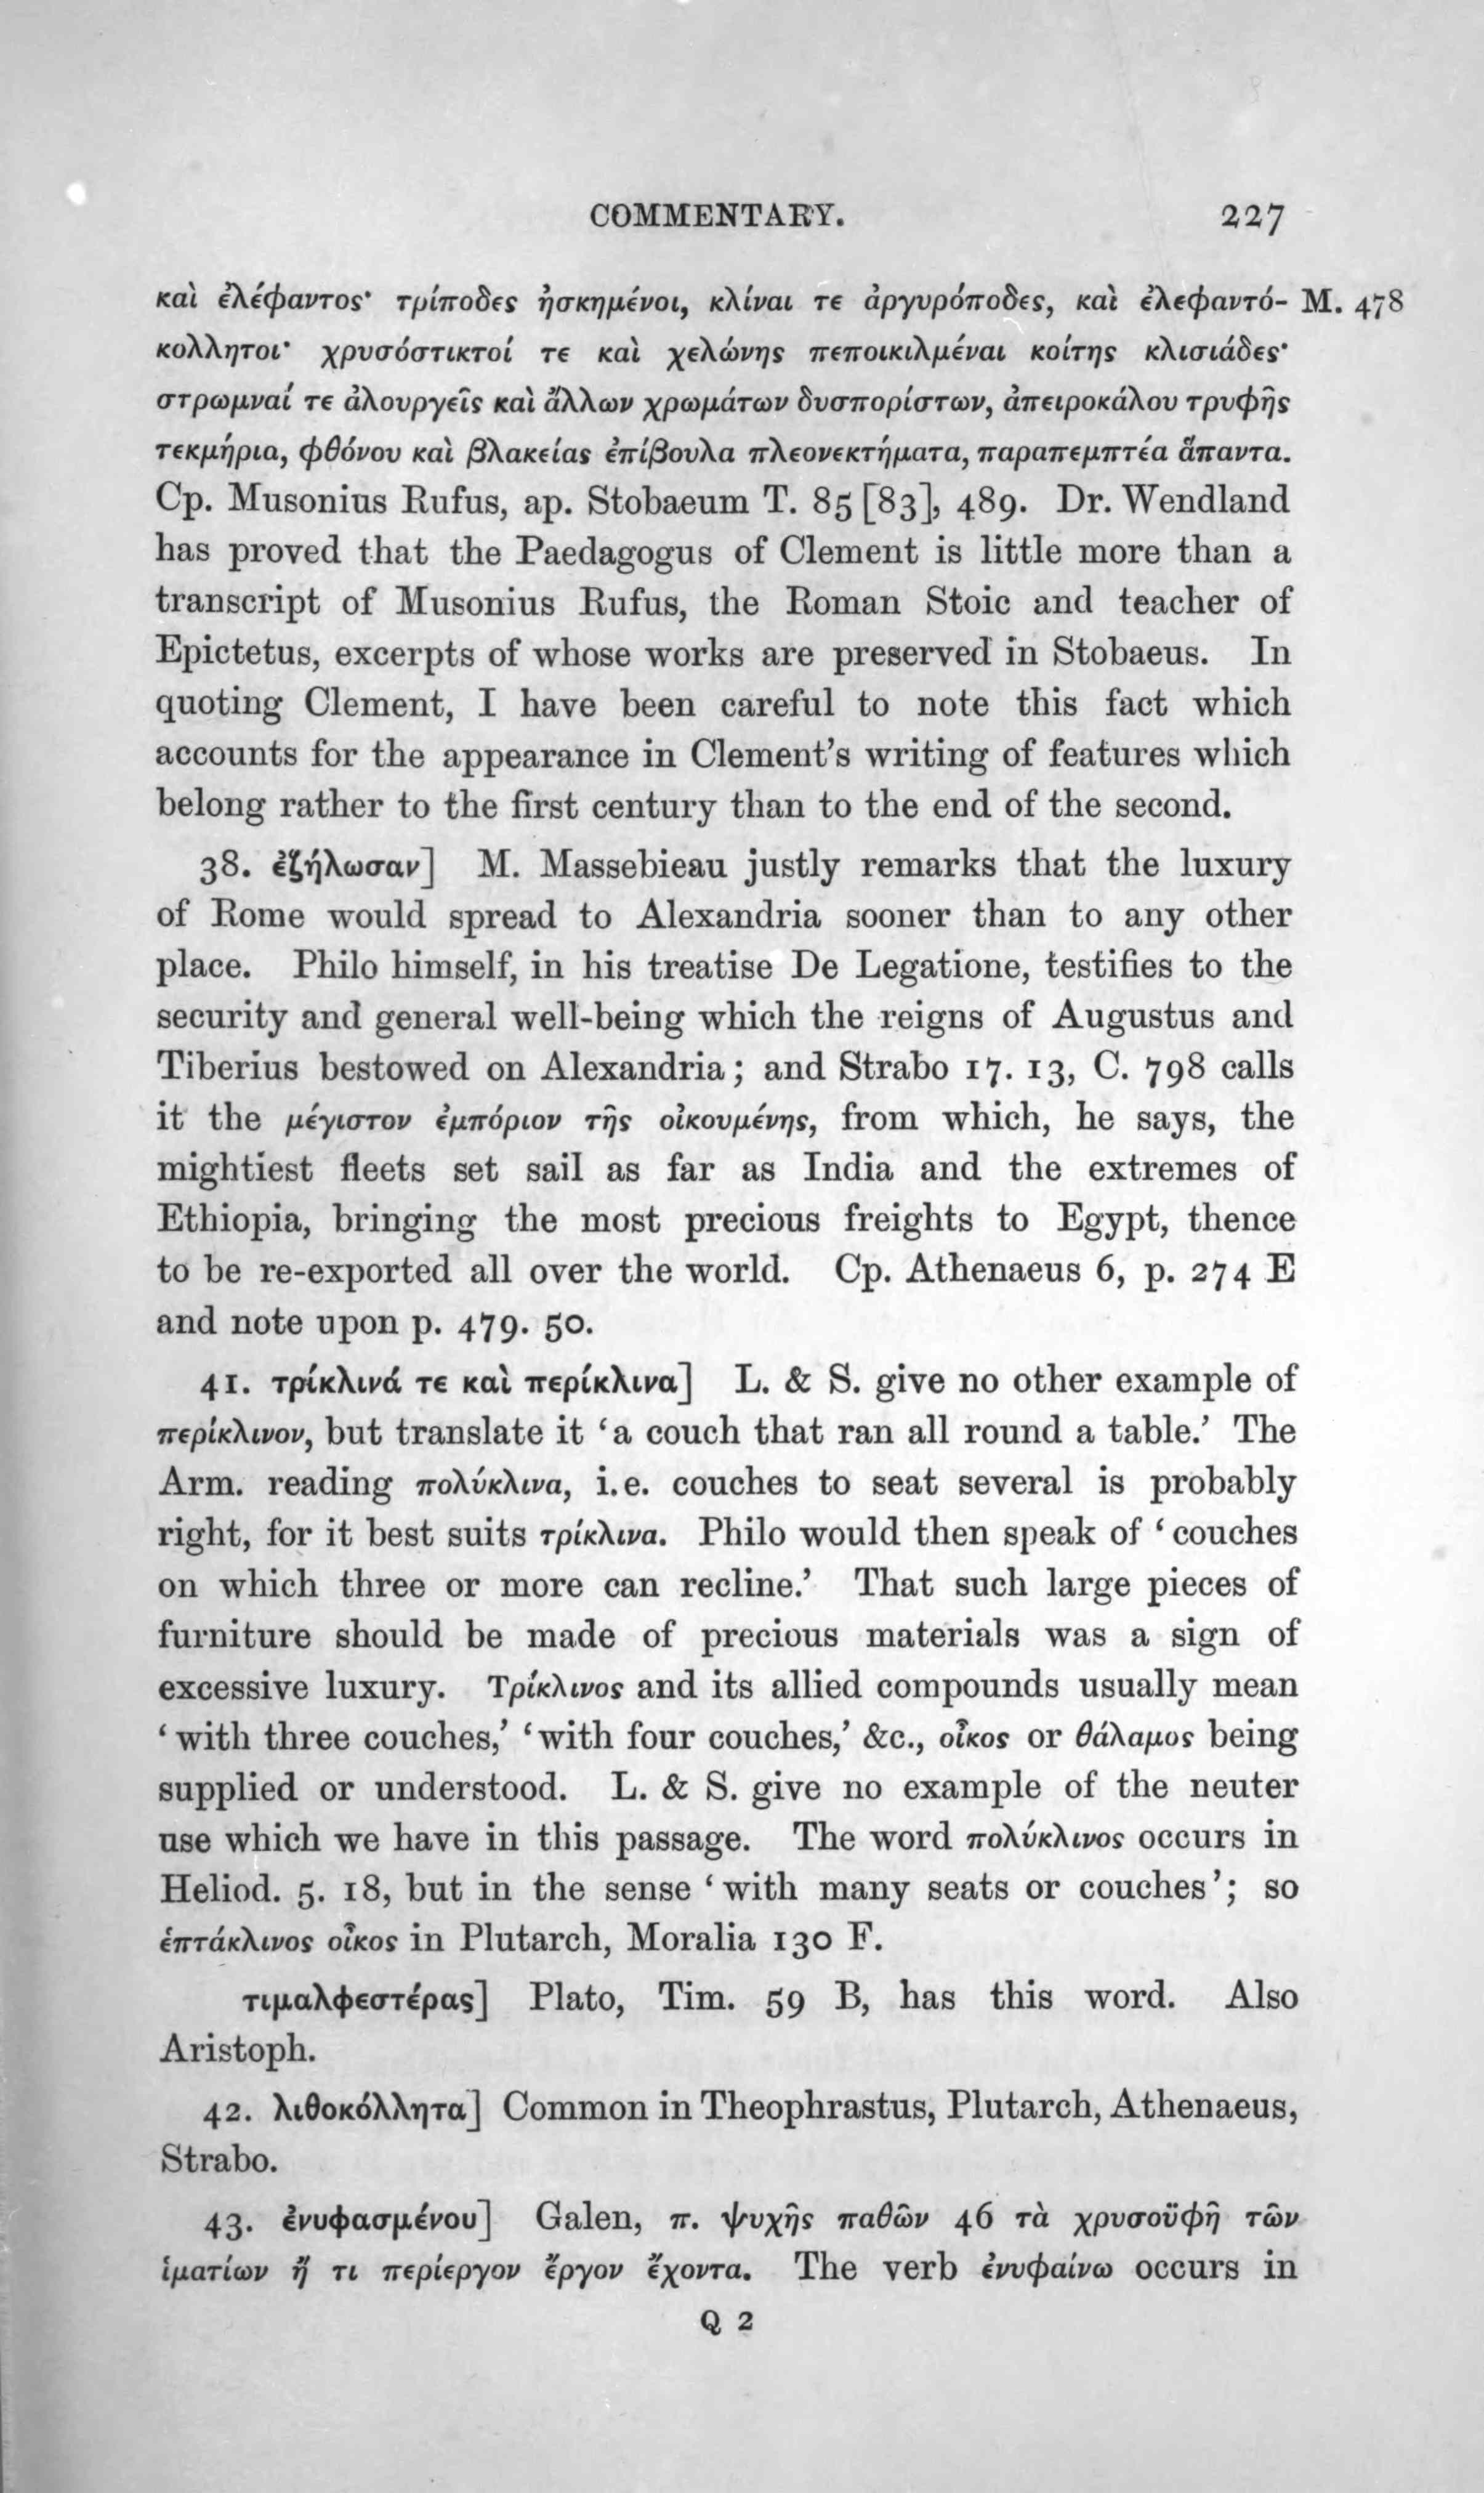 COMMENTARY. 227
καὶ ἐλέφαντος· τρίποδες ἠσκημένοι, κλίναι τε ἀργυρόποδες, καὶ ἐλεφαντό- M. 478
κολλητοι· χρυσόστικτοί τε καὶ χελώνης πεποικιλμέναι κοίτης κλισιάδες·
στρωμναί τε ἁλουργεῖς καὶ ἄλλων χρωμάτων δυσπορίστων, ἀπειροκάλου τρυφῆς
τεκμήρια, φθόνου καὶ βλακείας ἐπίβουλα πλεονεκτήματα, παραπεμπτέα ἅπαντα.
Cp. Musonius Rufus, ap. Stobaeum T. 85 [83], 489. Dr. Wendland
has proved that the Paedagogus of Clement is little more than a
transcript of Musonius Rufus, the Roman Stoic and teacher of
Epictetus, excerpts of whose works are preserved in Stobaeus. In
quoting Clement, I have been careful to note this fact which
accounts for the appearance in Clement's writing of features which
belong rather to the first century than to the end of the second.
38. ἐζήλωσαν] M. Massebieau justly remarks that the luxury
of Rome would spread to Alexandria sooner than to any other
place. Philo himself, in his treatise De Legatione, testifies to the
security and general well-being which the reigns of Augustus and
Tiberius bestowed on Alexandria; and Strabo 17. 13, C. 798 calls
it the μέγιστον ἐμπόριον τῆς οἰκουμένης, from which, he says, the
mightiest fleets set sail as far as India and the extremes of
Ethiopia, bringing the most precious freights to Egypt, thence
to be re-exported all over the world. Cp. Athenaeus 6, p. 274 E
and note upon p. 479. 50.
41. τρίκλινά τε καὶ περίκλινα] L. & S. give no other example of
περίκλινον, but translate it ‘a couch that ran all round a table.’ The
Arm. reading πολύκλινα, i.e. couches to seat several is probably
right, for it best suits τρίκλινα. Philo would then speak of ‘couches
on which three or more can recline.’ That such large pieces of
furniture should be made of precious materials was a sign of
excessive luxury. Τρίκλινος and its allied compounds usually mean
‘with three couches,’ ‘with four couches,’ &c., οἶκος or θάλαμος being
supplied or understood. L. & S. give no example of the neuter
use which we have in this passage. The word πολύκλινος occurs in
Heliod. 5. 18, but in the sense ‘with many seats or couches’; so
ἑπτάκλινος οἶκος in Plutarch, Moralia 130 F.
τιμαλφεστέρας] Plato, Tim. 59 B, has this word. Also
Aristoph.
42. λιθοκόλλητα] Common in Theophrastus, Plutarch, Athenaeus,
Strabo.
43. ἐνυφασμένου] Galen, π. ψυχῆς παθῶν 46 τὰ χρυσοϋφῆ τῶν
ἱματίων ἤ τι περίεργον ἔργον ἔχοντα. The verb ἐνυφαίνω occurs in
Q 2